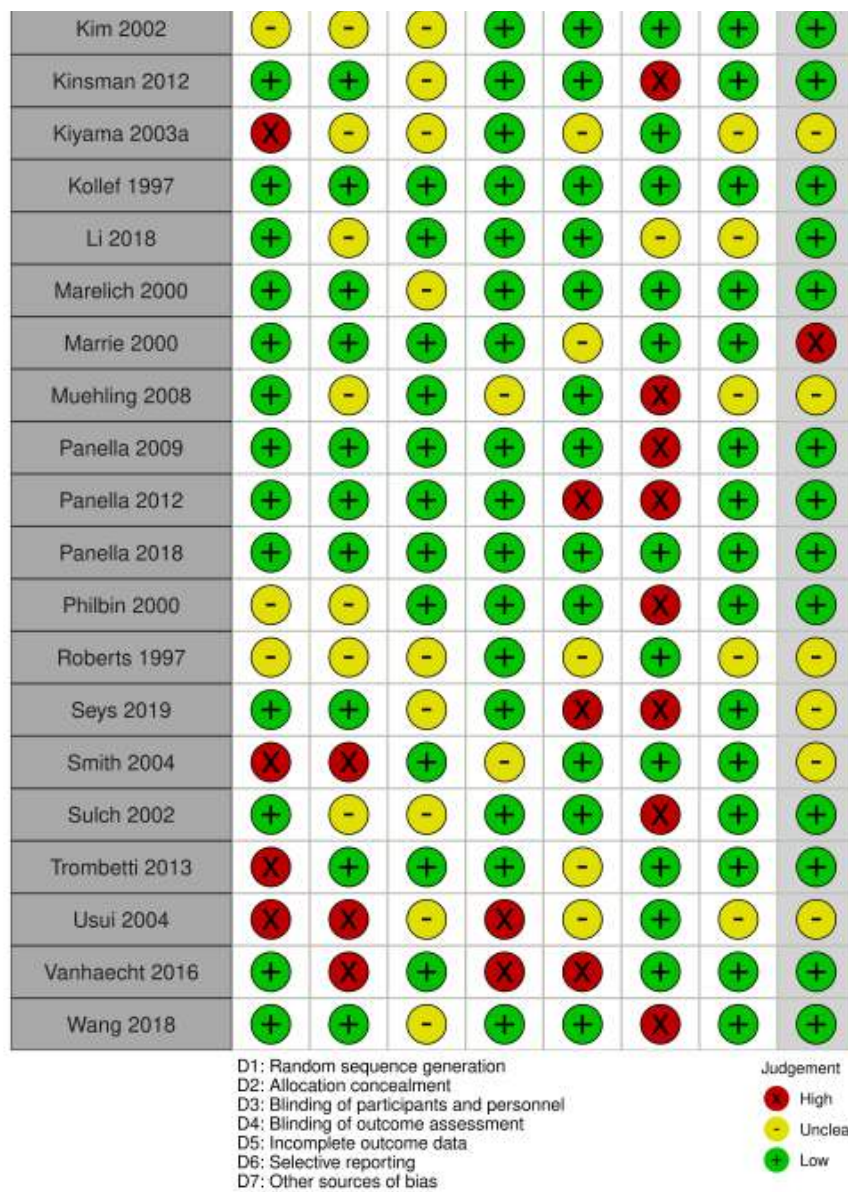 Kim 2002 - - - + + + + +
Kinsman 2012 + + - + + X + +
Kiyama 2003a X - - + - + - -
Kollef 1997 + + + + + + + +
Li 2018 + - + + + - - +
Marelich 2000 + + - + + + + +
Marrie 2000 + + + + - + + X
Muehling 2008 + - + - + X - -
Panella 2009 + + + + + X + +
Panella 2012 + + + + X X + +
Panella 2018 + + + + + + + +
Philbin 2000 - - + + + X + +
Roberts 1997 - - - + - + - -
Seys 2019 + + - + X X + -
Smith 2004 X X + - + + + -
Sulch 2002 + - - + + X + +
Trombetti 2013 X + + + - + + +
Usui 2004 X X - X - + - -
Vanhaecht 2016 + X + X X + + +
Wang 2018 + + - + + X + +
D1: Random sequence generation
D2: Allocation concealment
D3: Blinding of participants and personnel
D4: Blinding of outcome assessment
D5: Incomplete outcome data
D6: Selective reporting
D7: Other sources of bias
Judgement
X High
- Unclea
+ Low